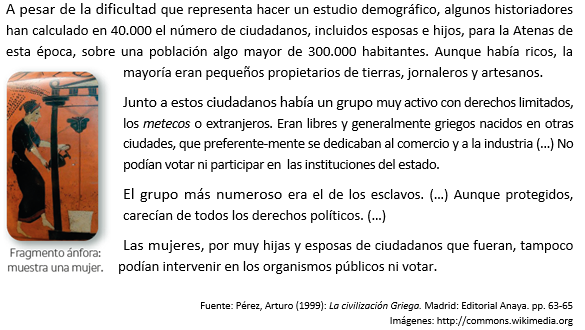 A pesar de la dificultad que representa hacer un estudio demográfico, algunos historiadores
han calculado en 40.000 el número de ciudadanos, incluidos esposas e hijos, para la Atenas de
esta época, sobre una población algo mayor de 300.000 habitantes. Aunque había ricos, la
mayoría eran pequeños propietarios de tierras, jornaleros y artesanos.
Junto a estos ciudadanos había un grupo muy activo con derechos limitados,
los metecos o extranjeros. Eran libres y generalmente griegos nacidos en otras
ciudades, que preferente-mente se dedicaban al comercio y a la industria (...) No
podían votar ni participar en las instituciones del estado.
El grupo más numeroso era el de los esclavos. (...) Aunque protegidos,
carecían de todos los derechos políticos. (...)
Fragmento ánfora:
muestra una mujer.
Las mujeres, por muy hijas y esposas de ciudadanos que fueran, tampoco
podían intervenir en los organismos públicos ni votar.
Fuente: Pérez, Arturo (1999): La civilización Griega. Madrid: Editorial Anaya. pp. 63-65
Imágenes: http://commons.wikimedia.org